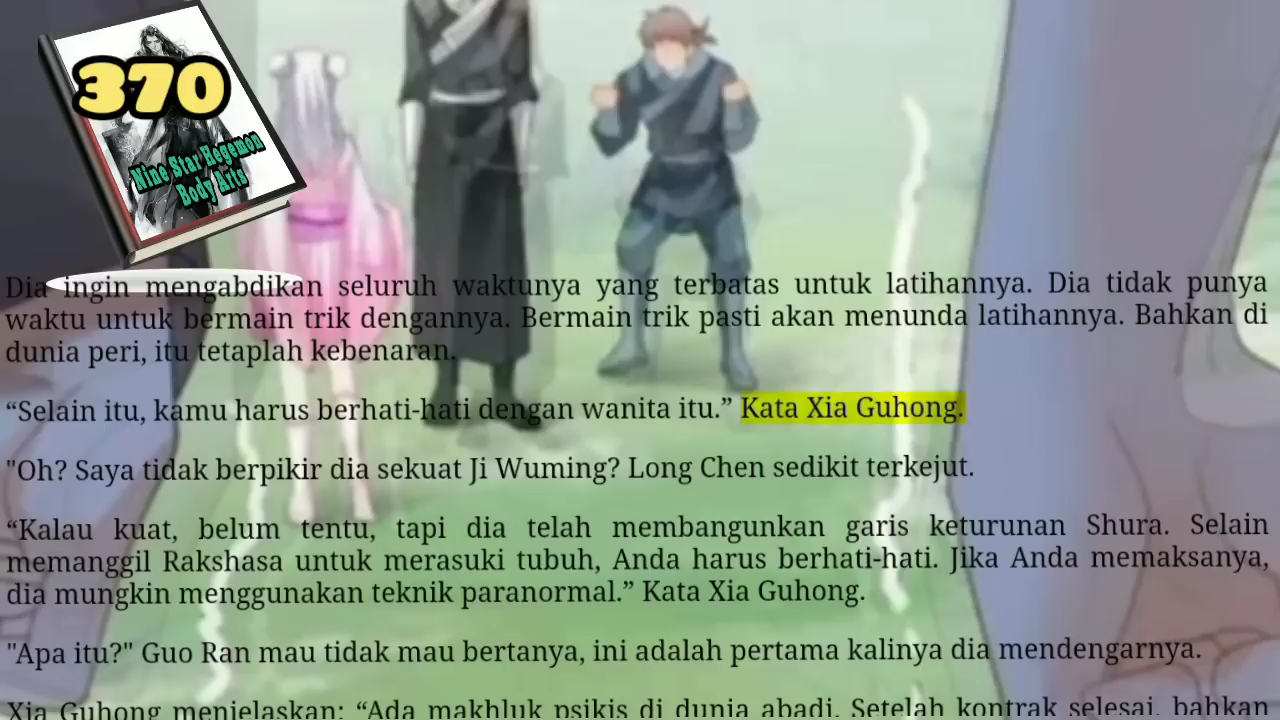 370
Nine Star Hegemon
Body Arts
Dia ingin mengabdikan seluruh waktunya yang terbatas untuk latihannya. Dia tidak punya
waktu untuk bermain trik dengannya. Bermain trik pasti akan menunda latihannya. Bahkan di
dunia peri, itu tetaplah kebenaran.
“Selain itu, kamu harus berhati-hati dengan wanita itu.” Kata Xia Guhong.
"Oh? Saya tidak berpikir dia sekuat Ji Wuming? Long Chen sedikit terkejut.
“Kalau kuat, belum tentu, tapi dia telah membangunkan garis keturunan Shura. Selain
memanggil Rakshasa untuk merasuki tubuh, Anda harus berhati-hati. Jika Anda memaksanya,
dia mungkin menggunakan teknik paranormal.” Kata Xia Guhong.
"Apa itu?" Guo Ran mau tidak mau bertanya, ini adalah pertama kalinya dia mendengarnya.
Xia Guhong menjelaskan: “Ada makhluk psikis di dunia abadi. Setelah kontrak selesai, bahkan